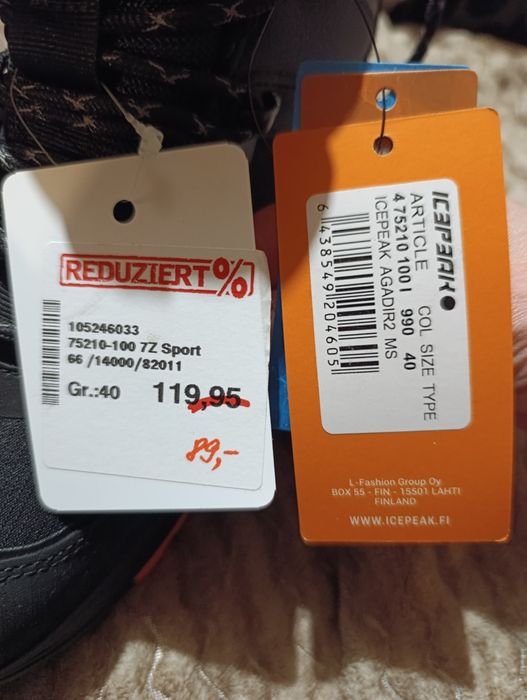 REDUZIERT %
105246033
75210-100 7Z Sport
66 /14000/82011
Gr.:40 119,95
89,-
ICEPEAK
ARTICLE COL SIZE TYPE
4 75210 100 I 990 40
ICEPEAK AGADIR2 MS
6 438549 204605
L-Fashion Group Oy
BOX 55 - FIN - 15501 LAHTI
FINLAND
WWW.ICEPEAK.FI